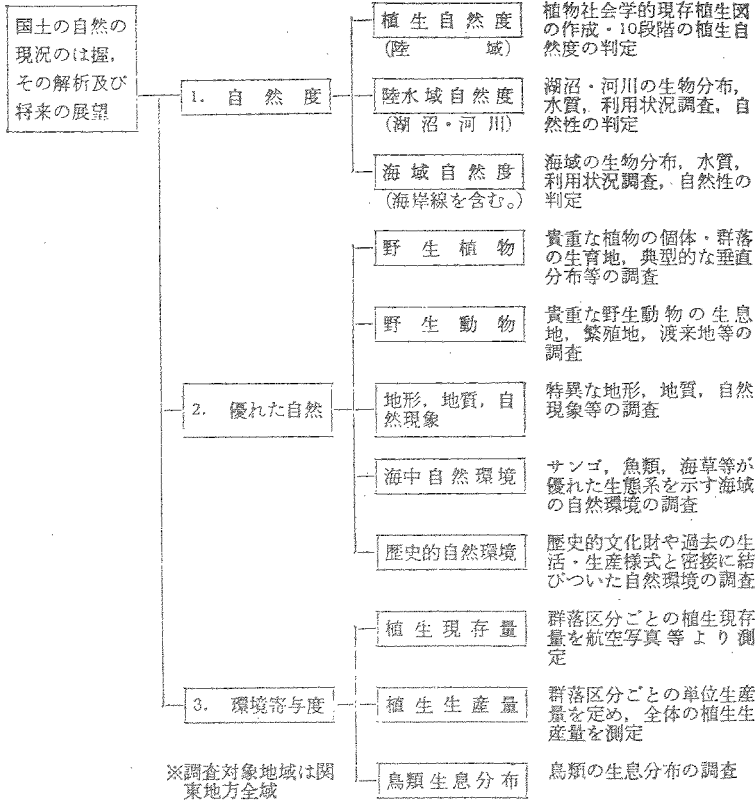 国土の自然の
現況のは握,
その解析及び
将来の展望
1. 自然度
植生自然度
(陸域)
植物社会学的現存植生図
の作成・10段階の植生自
然度の判定
陸水域自然度
(湖沼・河川)
湖沼・河川の生物分布,
水質, 利用状況調査, 自
然性の判定
海域自然度
(海岸線を含む。)
海域の生物分布, 水質,
利用状況調査, 自然性の
判定
2. 優れた自然
野生植物
貴重な植物の個体・群落
の生育地, 典型的な垂直
分布等の調査
野生動物
貴重な野生動物の生息
地, 繁殖地, 渡来地等の
調査
地形, 地質, 自
然現象
特異な地形, 地質, 自然
現象等の調査
海中自然環境
サンゴ, 魚類, 海草等が
優れた生態系を示す海域
の自然環境の調査
歴史的自然環境
歴史的文化財や過去の生
活・生産様式と密接に結
びついた自然環境の調査
3. 環境寄与度
植生現存量
群落区分ごとの植生現存
量を航空写真等より測
定
植生生産量
群落区分ごとの単位生産
量を定め, 全体の植生生
産量を測定
鳥類生息分布
鳥類の生息分布の調査
※調査対象地域は関
東地方全域